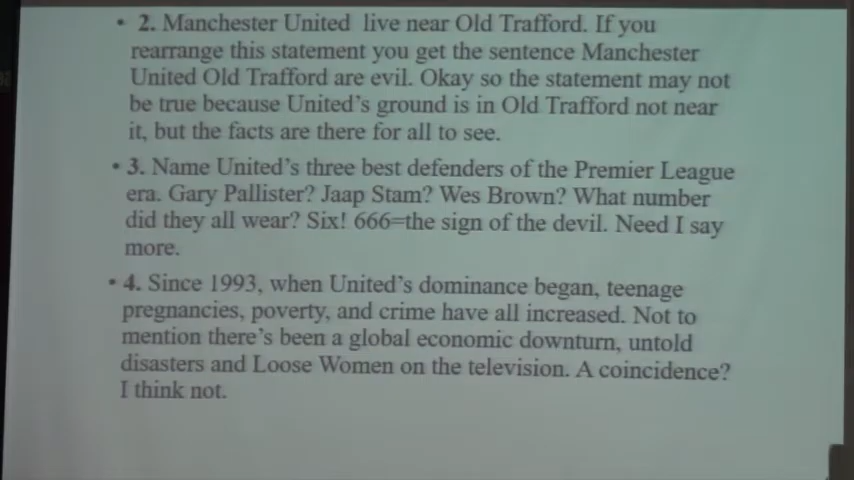 • 2. Manchester United live near Old Trafford. If you
rearrange this statement you get the sentence Manchester
United Old Trafford are evil. Okay so the statement may not
be true because United's ground is in Old Trafford not near
it, but the facts are there for all to see.
• 3. Name United's three best defenders of the Premier League
era. Gary Pallister? Jaap Stam? Wes Brown? What number
did they all wear? Six! 666=the sign of the devil. Need I say
more.
• 4. Since 1993, when United's dominance began, teenage
pregnancies, poverty, and crime have all increased. Not to
mention there's been a global economic downturn, untold
disasters and Loose Women on the television. A coincidence?
I think not.